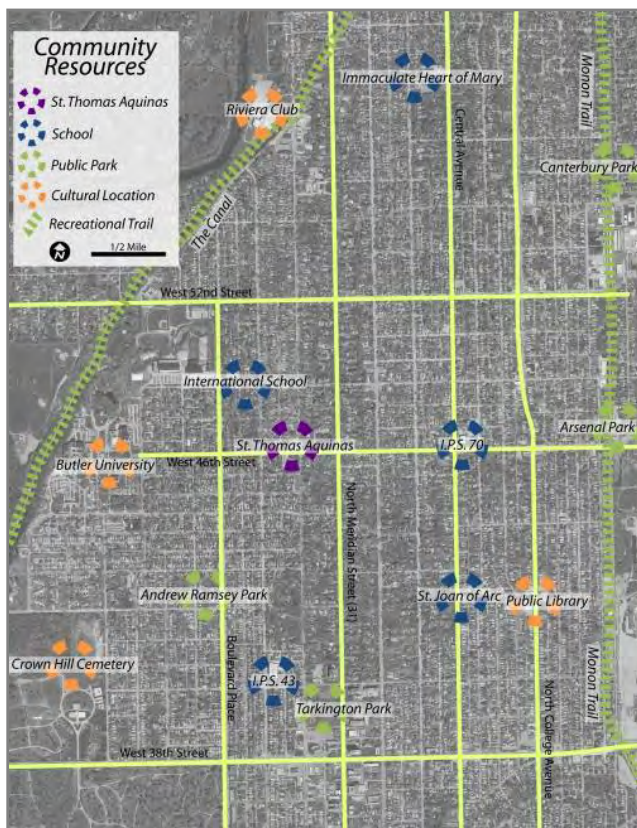 Community
Resources
St. Thomas Aquinas
School
Public Park
Cultural Location
Recreational Trail
N
1/2 Mile
Immaculate Heart of Mary
Riviera Club
Monon Trail
Central Avenue
Canterbury Park
The Canal
West 52nd Street
International School
Arsenal Park
St. Thomas Aquinas
I.P.S. 70
Butler University
West 46th Street
North Meridian Street (31)
Andrew Ramsey Park
St. Joan of Arc
Public Library
Crown Hill Cemetery
Boulevard Place
I.P.S. 43
Tarkington Park
North College Avenue
Monon Trail
West 38th Street